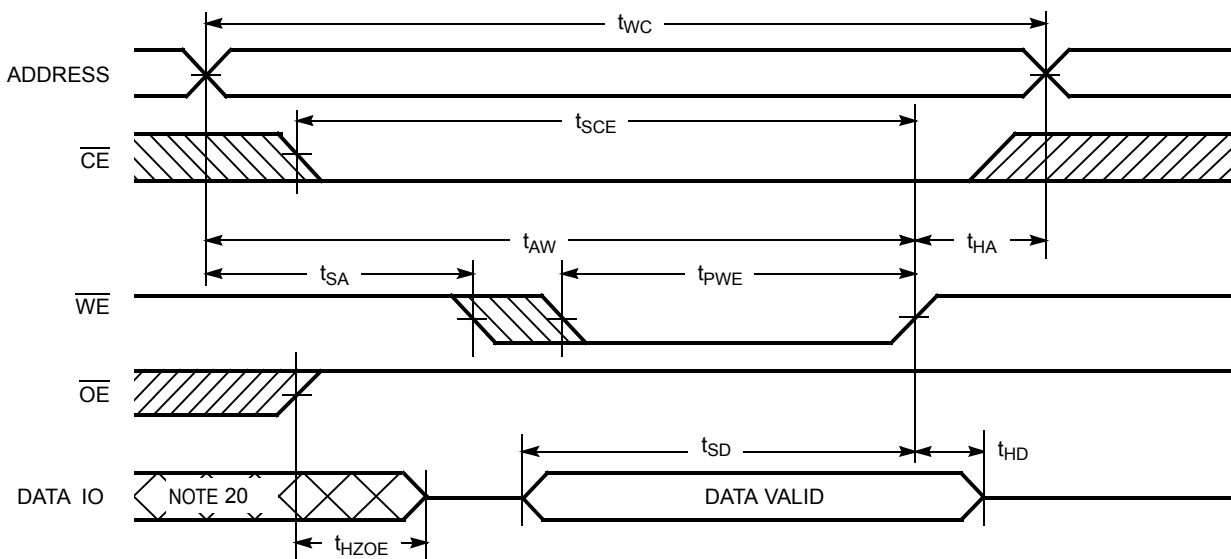 tWC
ADDRESS
tSCE
CE
tAW
tHA
tSA
tPWE
WE
OE
tSD
tHD
DATA IO
NOTE 20
DATA VALID
tHZOE